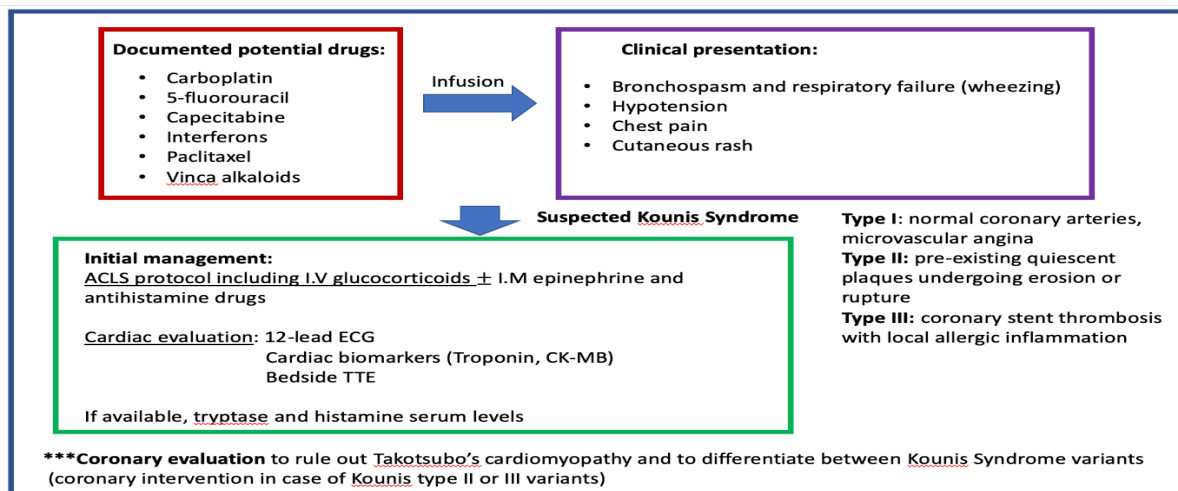 Documented potential drugs:
• Carboplatin
• 5-fluorouracil
• Capecitabine
• Interferons
• Paclitaxel
• Vinca alkaloids
Infusion
Clinical presentation:
• Bronchospasm and respiratory failure (wheezing)
• Hypotension
• Chest pain
• Cutaneous rash
Suspected Kounis Syndrome
Initial management:
ACLS protocol including I.V glucocorticoids ± I.M epinephrine and
antihistamine drugs
Cardiac evaluation: 12-lead ECG
Cardiac biomarkers (Troponin, CK-MB)
Bedside TTE
If available, tryptase and histamine serum levels
Type I: normal coronary arteries,
microvascular angina
Type II: pre-existing quiescent
plaques undergoing erosion or
rupture
Type III: coronary stent thrombosis
with local allergic inflammation
***Coronary evaluation to rule out Takotsubo’s cardiomyopathy and to differentiate between Kounis Syndrome variants
(coronary intervention in case of Kounis type II or III variants)